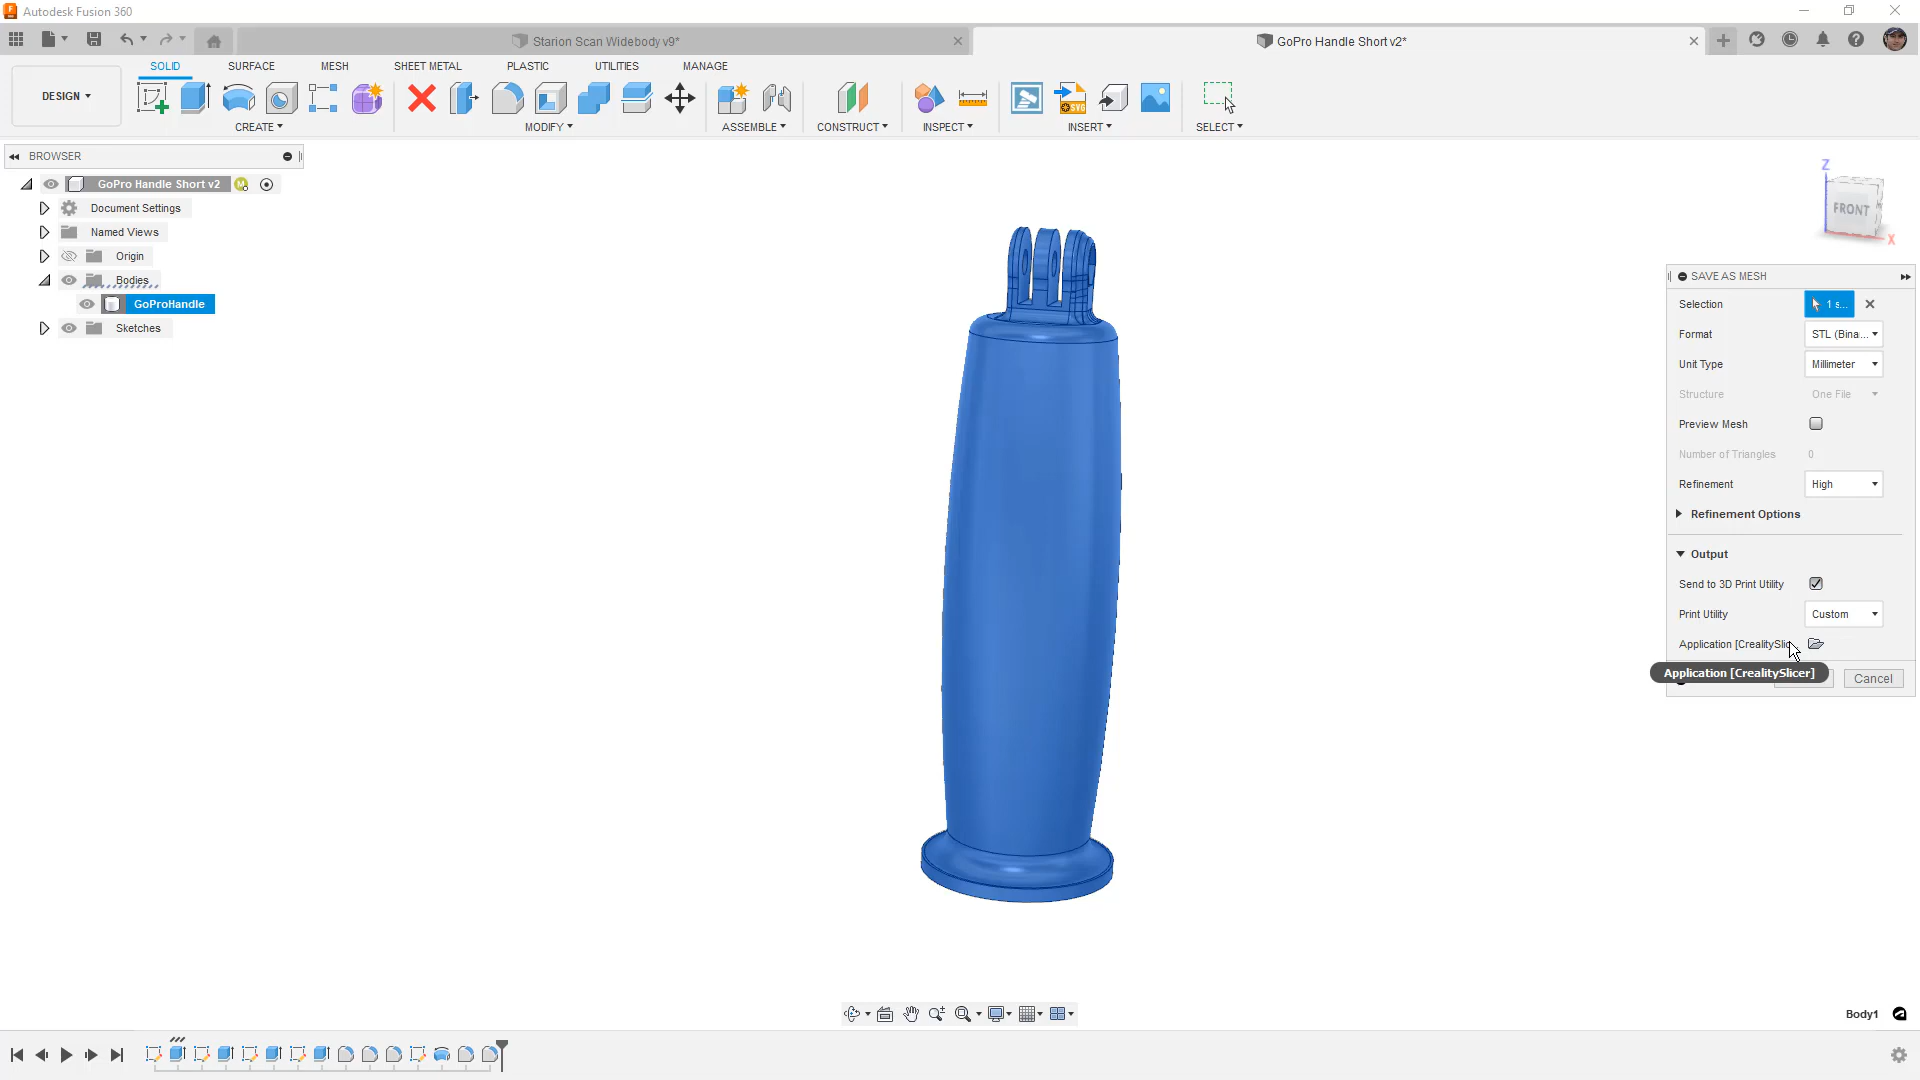 Autodesk Fusion 360
Starion Scan Widebody v9*
GoPro Handle Short v2*
SOLID
SURFACE
MESH
SHEET METAL
PLASTIC
UTILITIES
MANAGE
DESIGN
CREATE
MODIFY
ASSEMBLE
CONSTRUCT
INSPECT
SVG
INSERT
SELECT
BROWSER
GoPro Handle Short v2
M
Document Settings
Named Views
Origin
Bodies
GoProHandle
Sketches
Z
FRONT
X
SAVE AS MESH
Selection 1 s...
Format STL (Bina...
Unit Type Millimeter
Structure One File
Preview Mesh
Number of Triangles 0
Refinement High
Refinement Options
Output
Send to 3D Print Utility
Print Utility Custom
Application [CrealitySlic
Application [CrealitySlicer]
Cancel
Body1